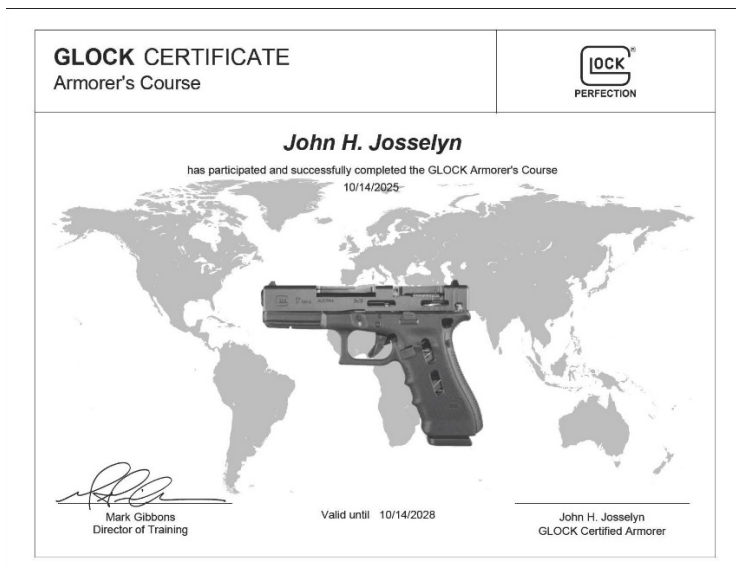 GLOCK CERTIFICATE
Armorer's Course
GLOCK
PERFECTION
John H. Josselyn
has participated and successfully completed the GLOCK Armorer's Course
10/14/2025
Mark Gibbons
Director of Training
Valid until 10/14/2028
John H. Josselyn
GLOCK Certified Armorer